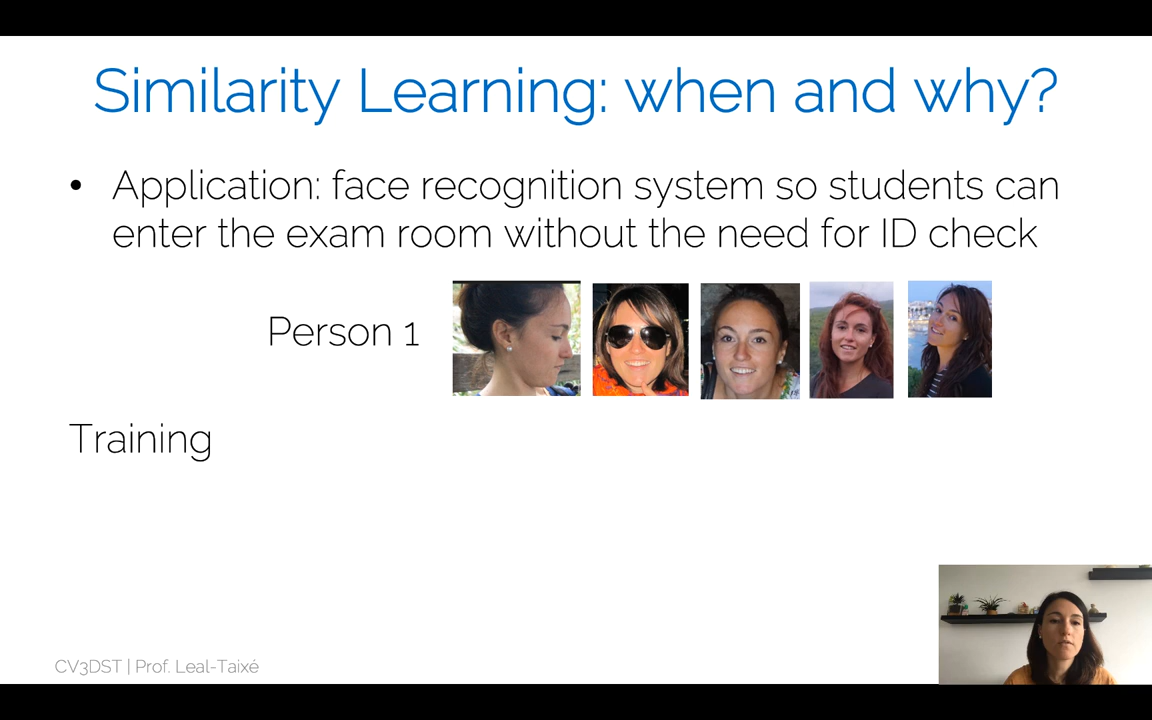 Similarity Learning: when and why?
• Application: face recognition system so students can
enter the exam room without the need for ID check
Person 1
Training
CV3DST | Prof. Leal-Taixé